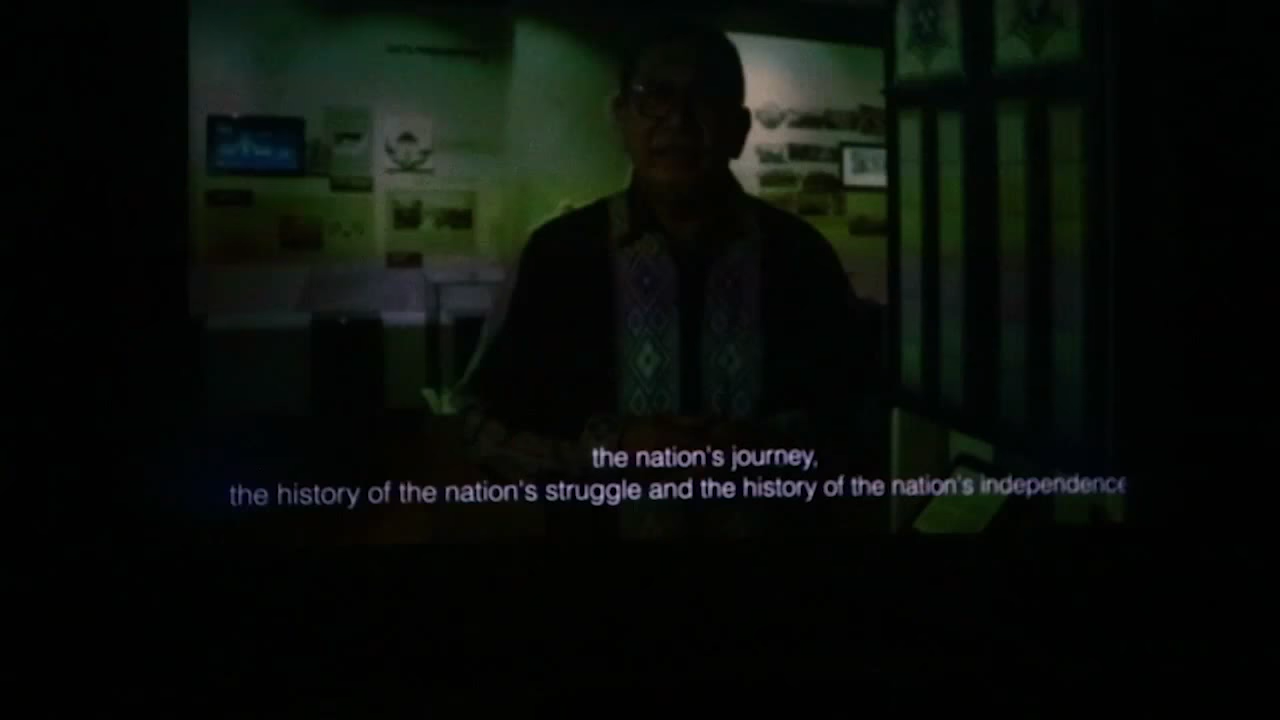 the nation's journey,
the history of the nation's struggle and the history of the nation's independence